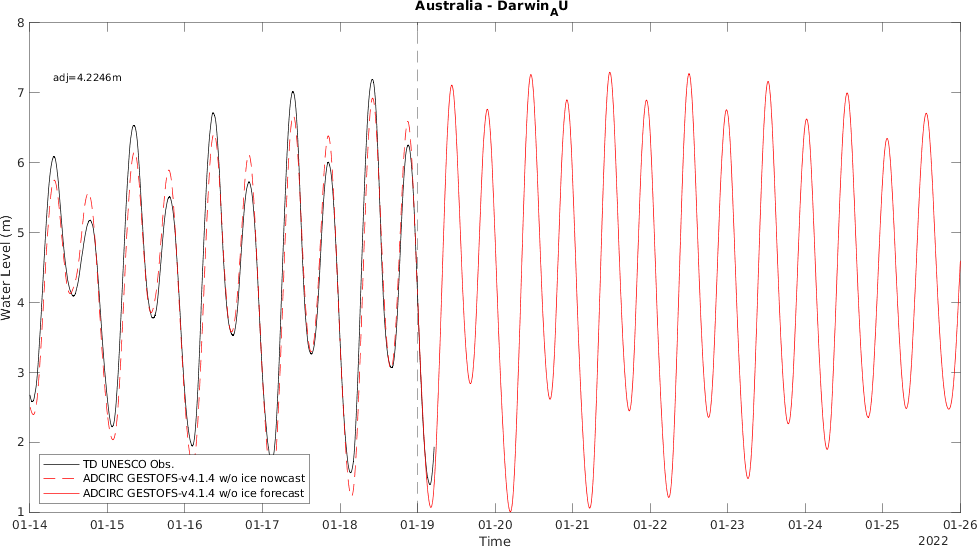 Australia - Darwin_AU
adj=4.2246m
8
7
6
5
4
3
2
1
Water Level (m)
TD UNESCO Obs.
ADCIRC GESTOFS-v4.1.4 w/o ice nowcast
ADCIRC GESTOFS-v4.1.4 w/o ice forecast
01-14 01-15 01-16 01-17 01-18 01-19 01-20 01-21 01-22 01-23 01-24 01-25 01-26
Time
2022